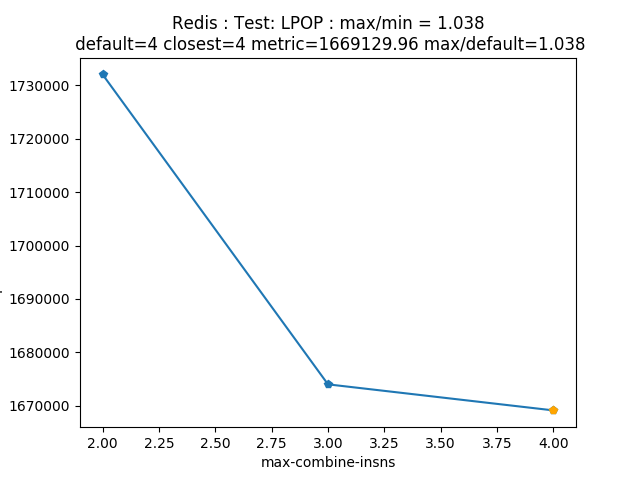 Redis : Test: LPOP : max/min = 1.038
default=4 closest=4 metric=1669129.96 max/default=1.038
1730000
1720000
1710000
1700000
1690000
1680000
1670000
2.00 2.25 2.50 2.75 3.00 3.25 3.50 3.75 4.00
max-combine-insns